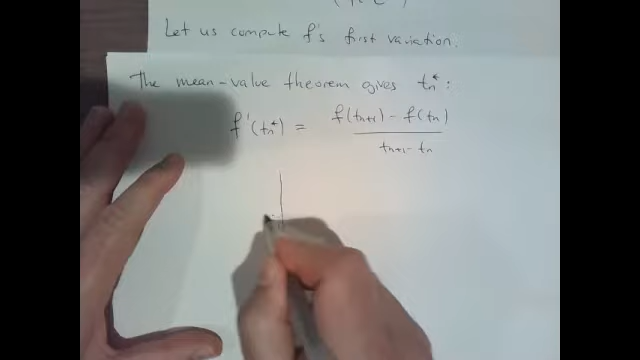 Let us compute f's first variation.
The mean-value theorem gives tn*:
f'(tn*) = f(tn+1) - f(tn)
tn+1 - tn